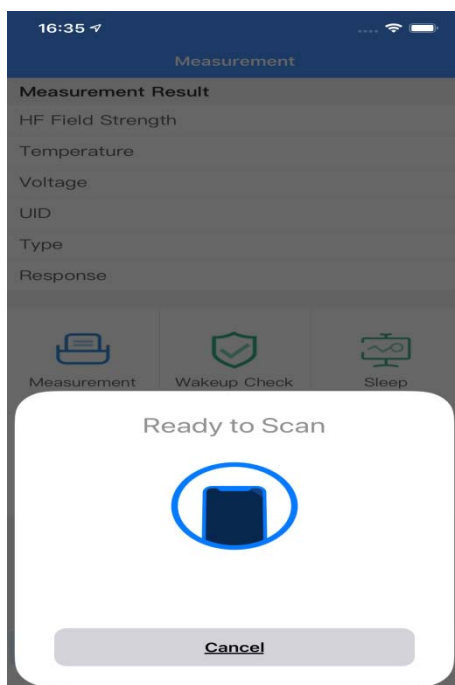 16:35
Measurement
Measurement Result
HF Field Strength
Temperature
Voltage
UID
Type
Response
Measurement Wakeup Check Sleep
Ready to Scan
Cancel